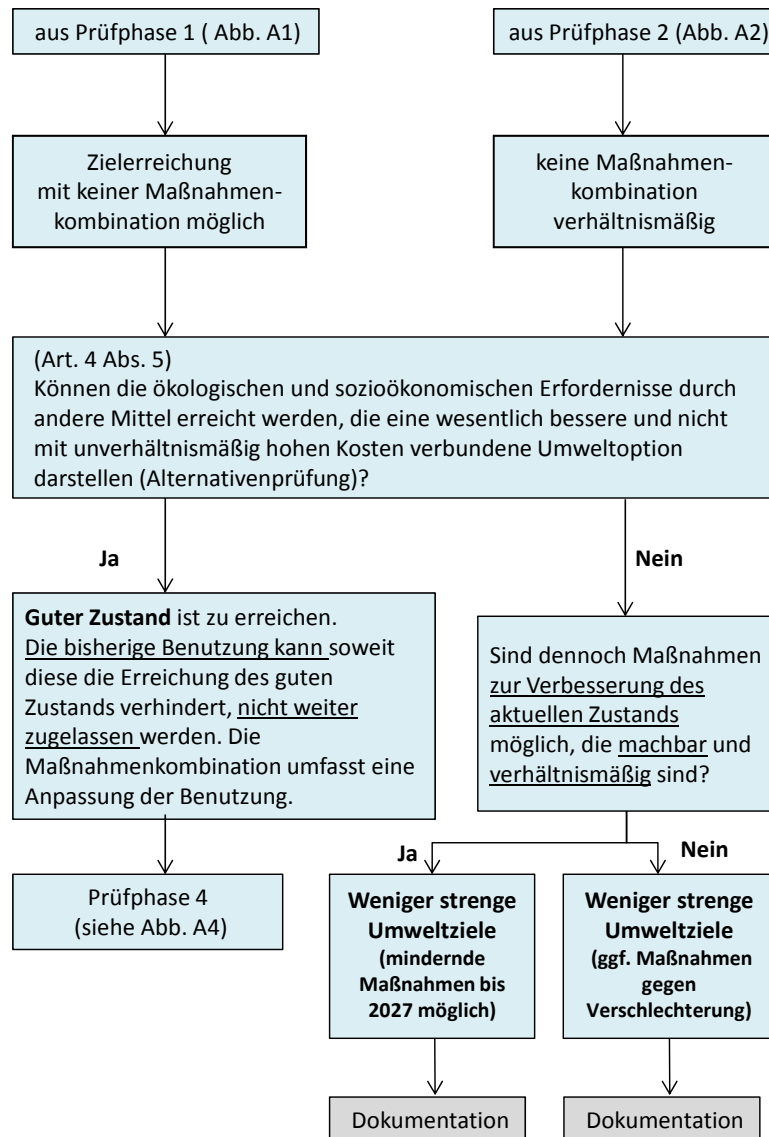 aus Prüfphase 1 ( Abb. A1)
aus Prüfphase 2 (Abb. A2)
Zielerreichung
mit keiner Maßnahmen-
kombination möglich
keine Maßnahmen-
kombination
verhältnismäßig
(Art. 4 Abs. 5)
Können die ökologischen und sozioökonomischen Erfordernisse durch
andere Mittel erreicht werden, die eine wesentlich bessere und nicht
mit unverhältnismäßig hohen Kosten verbundene Umweltoption
darstellen (Alternativenprüfung)?
Ja
Nein
Guter Zustand ist zu erreichen.
Die bisherige Benutzung kann soweit
diese die Erreichung des guten
Zustands verhindert, nicht weiter
zugelassen werden. Die
Maßnahmenkombination umfasst eine
Anpassung der Benutzung.
Sind dennoch Maßnahmen
zur Verbesserung des
aktuellen Zustands
möglich, die machbar und
verhältnismäßig sind?
Ja
Nein
Prüfphase 4
(siehe Abb. A4)
Weniger strenge
Umweltziele
(mindernde
Maßnahmen bis
2027 möglich)
Weniger strenge
Umweltziele
(ggf. Maßnahmen
gegen
Verschlechterung)
Dokumentation
Dokumentation